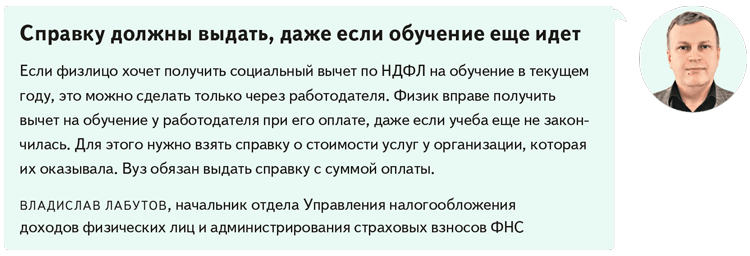 Справку должны выдать, даже если обучение еще идет
Если физлицо хочет получить социальный вычет по НДФЛ на обучение в текущем
году, это можно сделать только через работодателя. Физик вправе получить
вычет на обучение у работодателя при его оплате, даже если учеба еще не закон-
чилась. Для этого нужно взять справку о стоимости услуг у организации, которая
их оказывала. Вуз обязан выдать справку с суммой оплаты.
ВЛАДИСЛАВ ЛАБУТОВ, начальник отдела Управления налогообложения
доходов физических лиц и администрирования страховых взносов ФНС